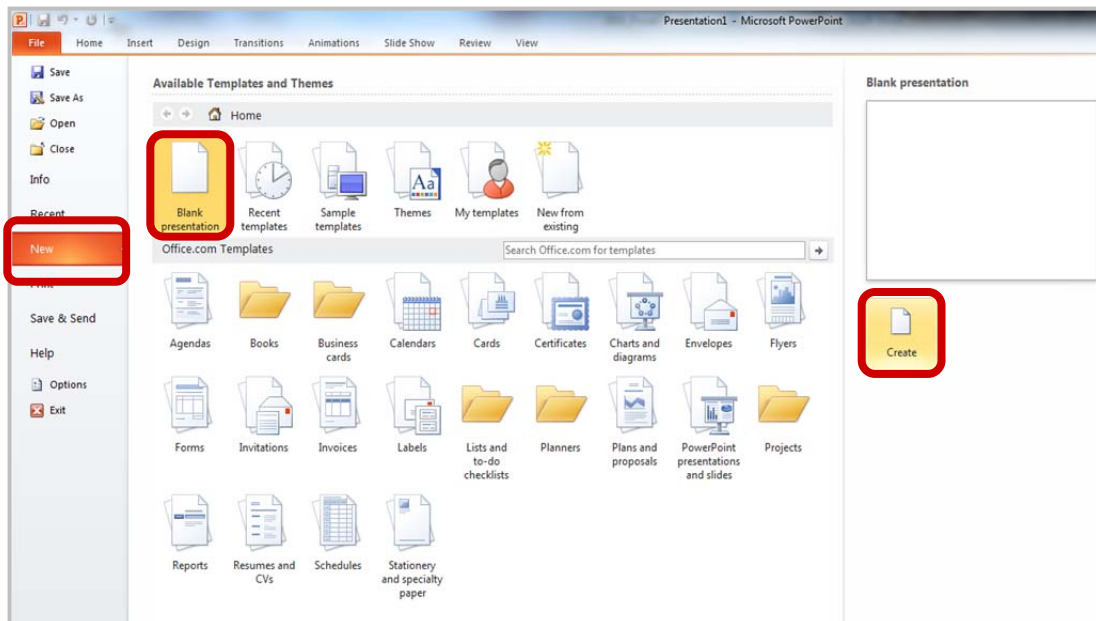 P
Presentation1 - Microsoft PowerPoint
File Home Insert Design Transitions Animations Slide Show Review View
Save
Save As
Open
Close
Info
Recent
New
Print
Save & Send
Help
Options
Exit
Available Templates and Themes
Home
Blank presentation
Recent templates
Sample templates
Aa
Themes
My templates
New from existing
Office.com Templates
Search Office.com for templates
Agendas
Books
Business cards
Calendars
Cards
Certificates
Charts and diagrams
Envelopes
Flyers
Forms
Invitations
Invoices
Labels
Lists and to-do checklists
Planners
Plans and proposals
PowerPoint presentations and slides
Projects
Reports
Resumes and CVs
Schedules
Stationery and specialty paper
Blank presentation
Create